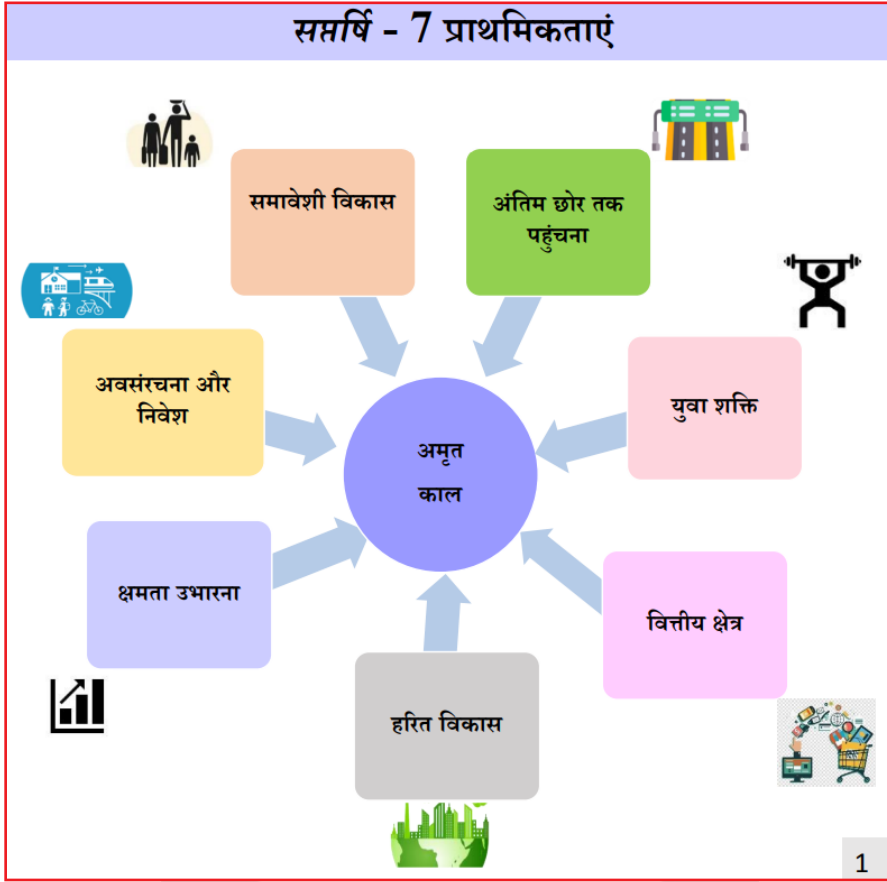 सप्तर्षि - 7 प्राथमिकताएं
समावेशी विकास
अंतिम छोर तक
पहुंचना
अवसंरचना और
निवेश
युवा शक्ति
अमृत
काल
क्षमता उभारना
वित्तीय क्षेत्र
हरित विकास
1